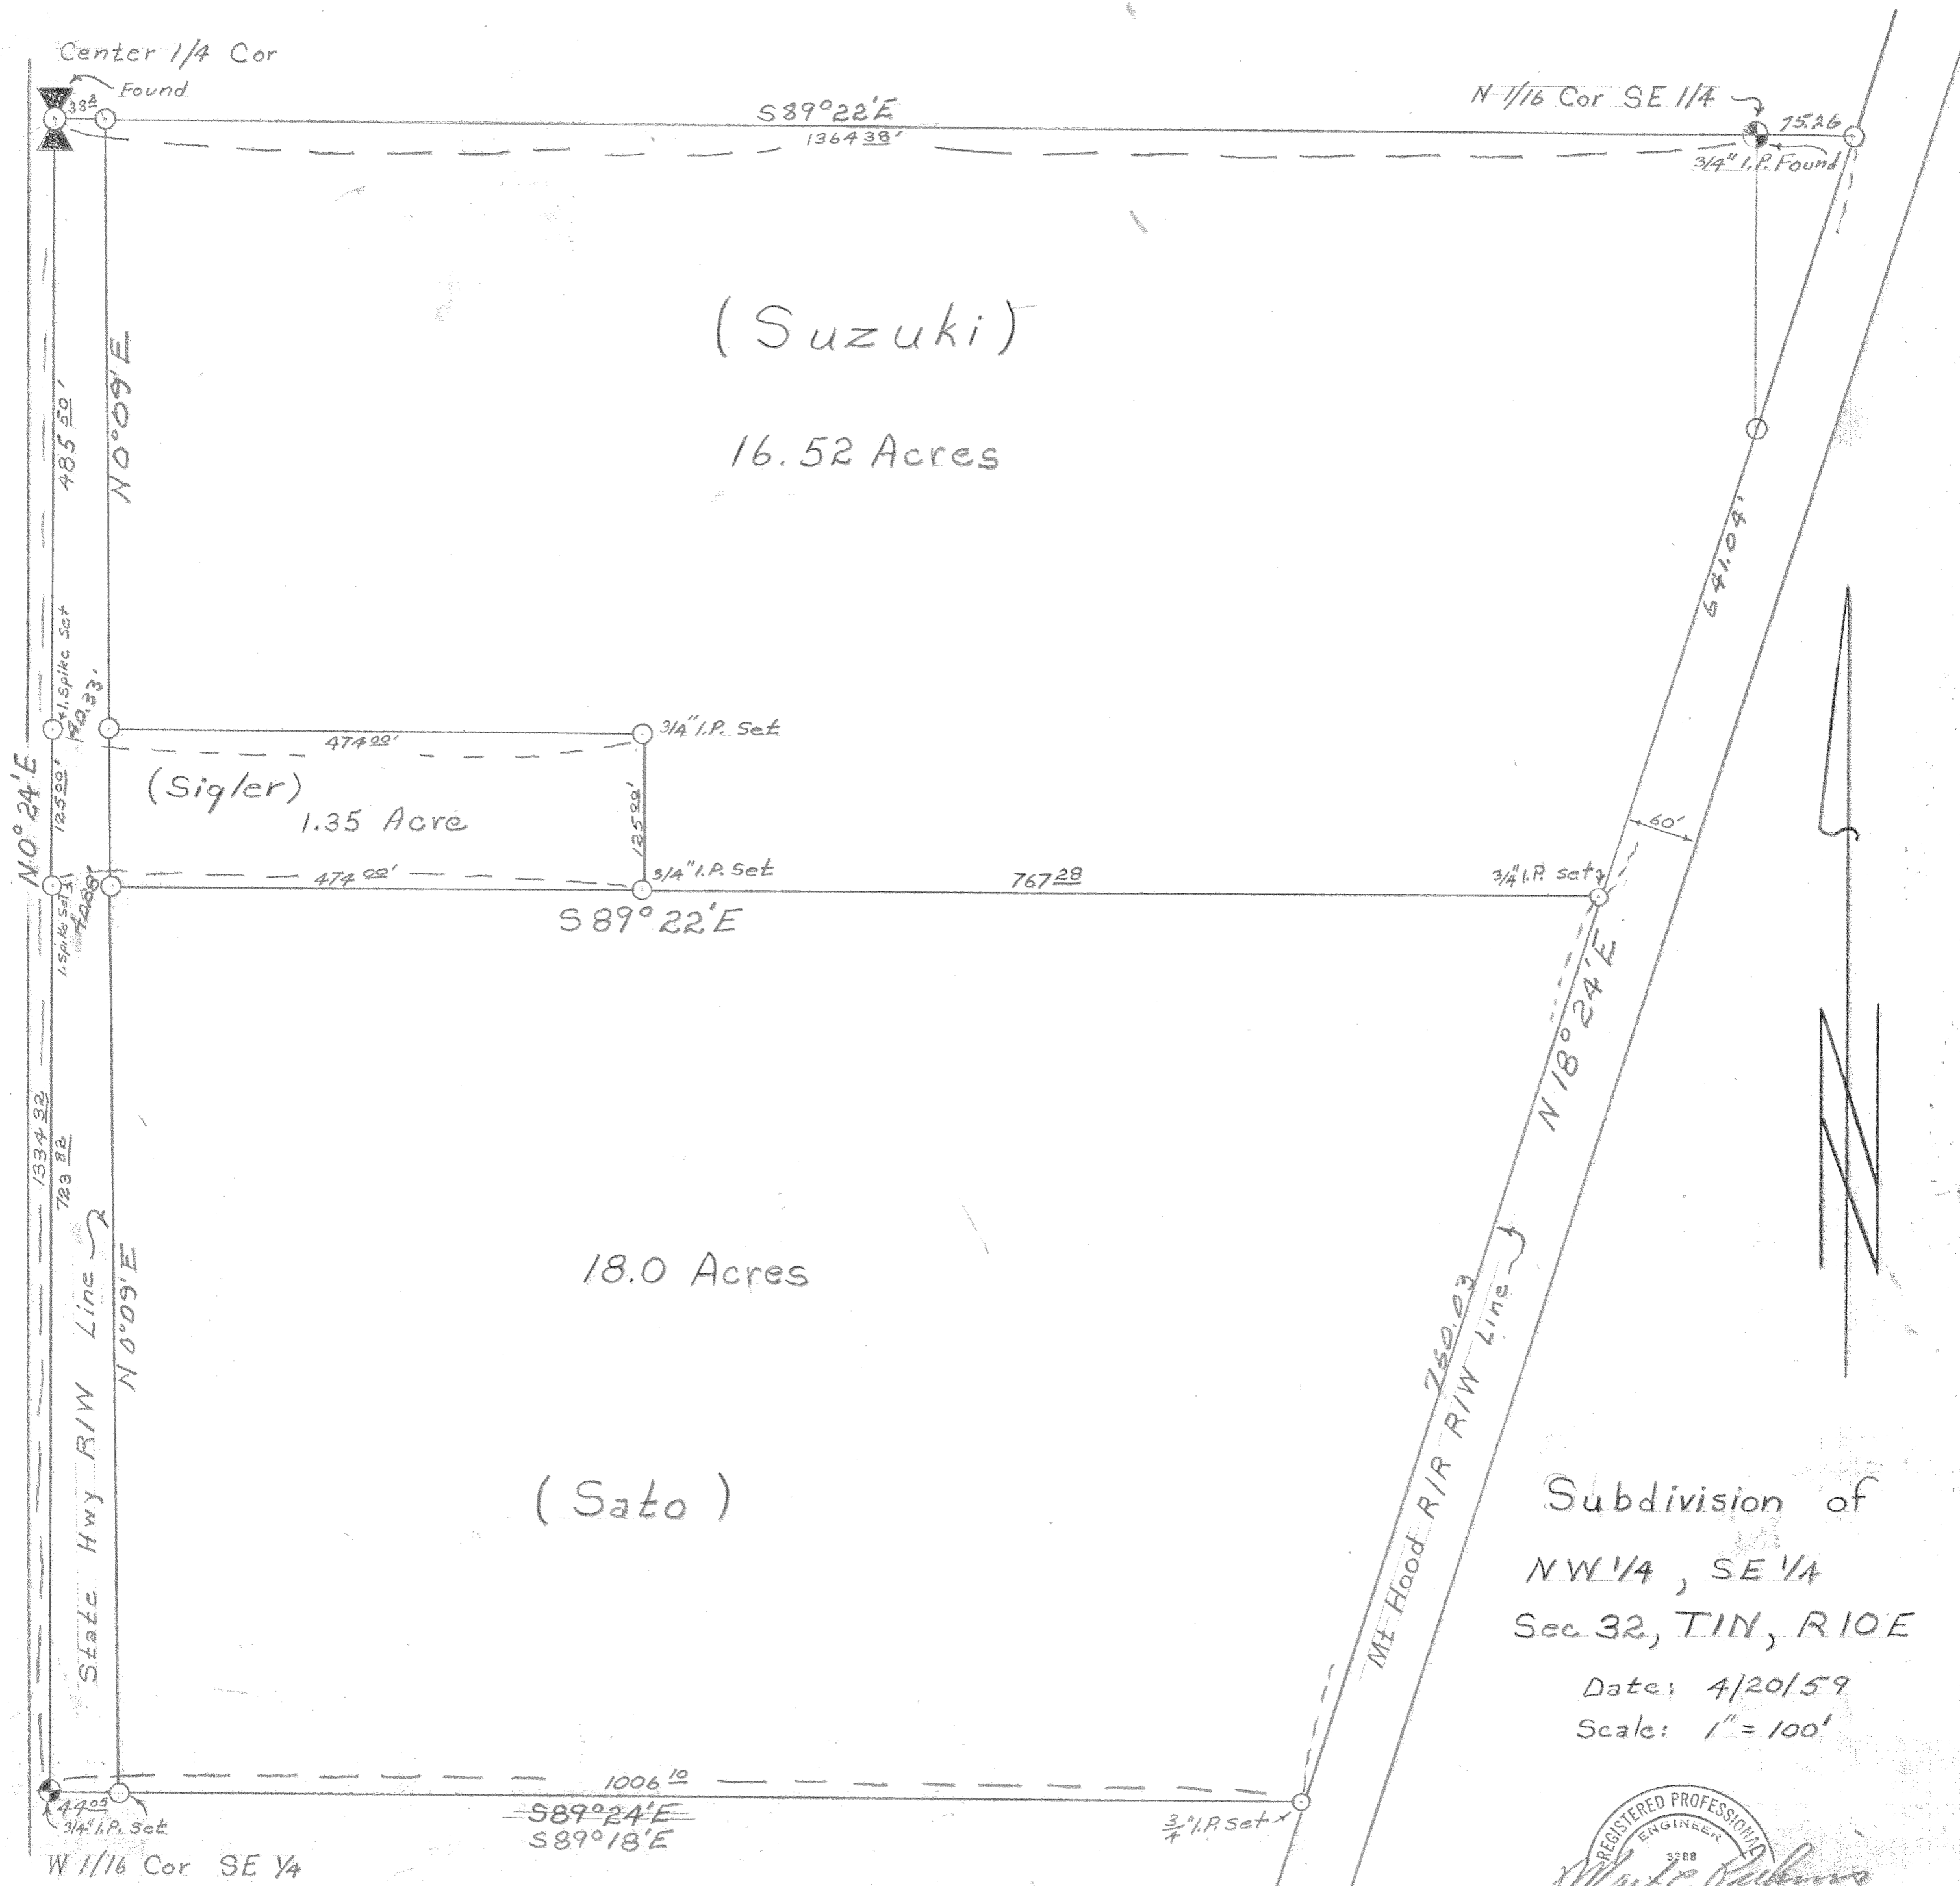 Center 1/4 Cor
Found
38.8
S89°22'E
1364 38'
N 1/16 Cor SE 1/4
75.26
3/4" I.P. Found
(Suzuki)
16.52 Acres
485 50'
N0°09'E
641.04'
1. Spike Set
40.33'
474 00'
3/4" I.P. Set
(Sigler)
1.35 Acre
N0°24'E
125 00'
125 00'
474 00'
3/4" I.P. Set
767 28
3/4" I.P. set
60'
1. Spike Set
40.88'
S89°22'E
N 18°24'E
1334 32
723 82
State Hwy R/W Line
N0°09'E
18.0 Acres
(Sato)
760.03
Mt Hood R/R R/W Line
N
Subdivision of
NW 1/4, SE 1/4
Sec 32, T1N, R10E
Date: 4/20/59
Scale: 1" = 100'
1006 10
S89°24'E
S89°18'E
44 05
3/4" I.P. Set
3/4" I.P. Set
W 1/16 Cor SE 1/4
REGISTERED PROFESSIONAL
ENGINEER